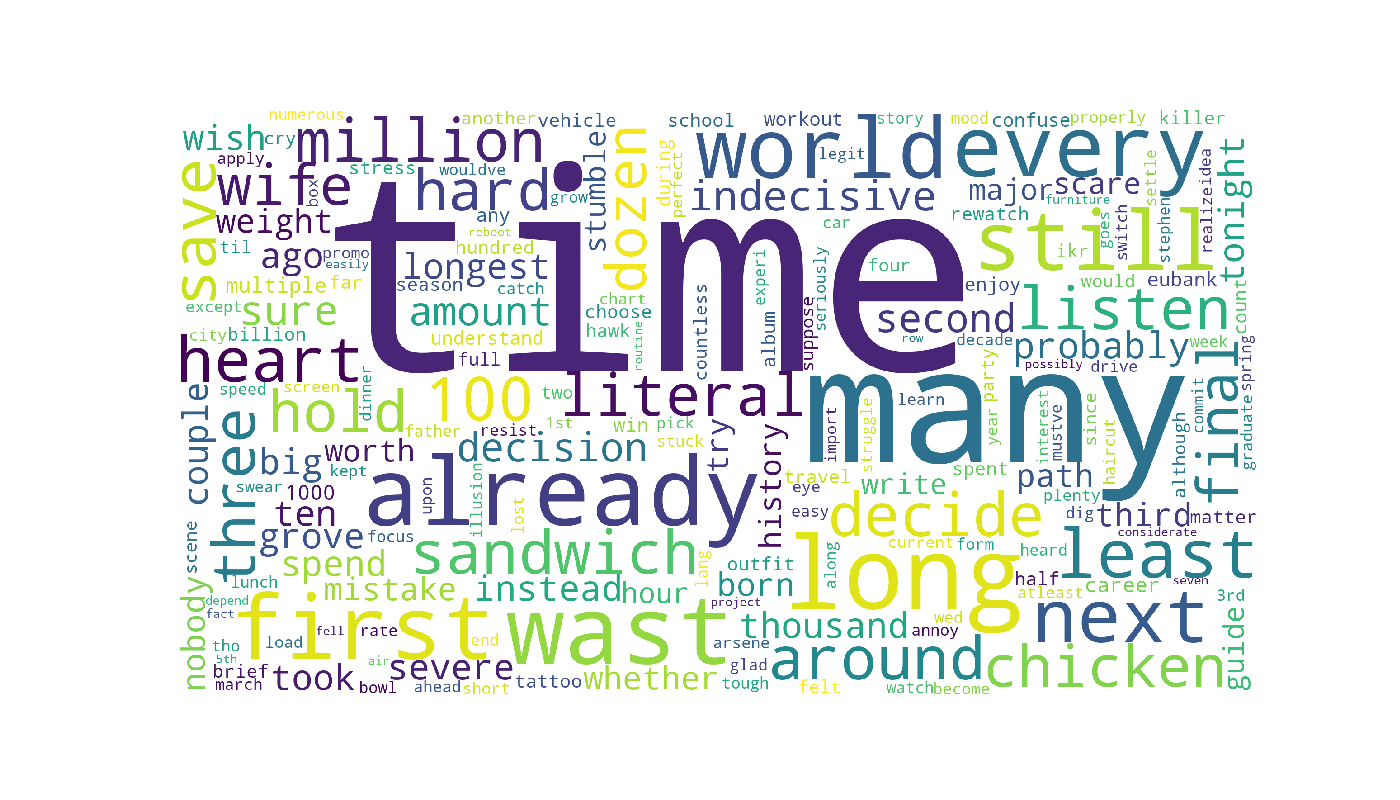 time
many
already
long
first
wast
world
every
still
next
least
million
wife
hard
dozen
save
heart
hold
100
literal
three
sandwich
decide
around
chicken
final
listen
second
probably
indecisive
wish
weight
ago
sure
longest
amount
stumble
major
scare
tonight
decision
worth
big
ten
grove
spend
mistake
instead
hour
born
thousand
severe
took
whether
nobody
couple
try
history
write
path
third
guide
numerous
cry
apply
box
stress
another
vehicle
wouldve
grow
any
reboot
hundred
til
promo
easily
multiple
far
season
catch
except
city
billion
understand
full
chart
choose
hawk
routine
during
perfect
school
workout
legit
story
mood
confuse
properly
killer
rewatch
furniture
goes
switch
stephen
settle
realize
idea
car
four
ikr
would
eubank
enjoy
count
countless
album
experi
suppose
seriously
row
decade
week
spring
possibly
drive
speed
screen
dinner
father
resist
two
1st
win
pick
stuck
learn
party
year
interest
since
mustve
haircut
although
commit
graduate
import
struggle
travel
eye
easy
spent
plenty
dig
matter
considerate
swear
kept
1000
upon
illusion
lost
focus
scene
lunch
depend
fact
tho
5th
brief
march
load
fell
rate
air
bowl
end
ahead
short
tattoo
lang
outfit
project
arsene
glad
tough
along
current
form
heard
wed
annoy
felt
watch
become
half
atleast
career
seven
3rd